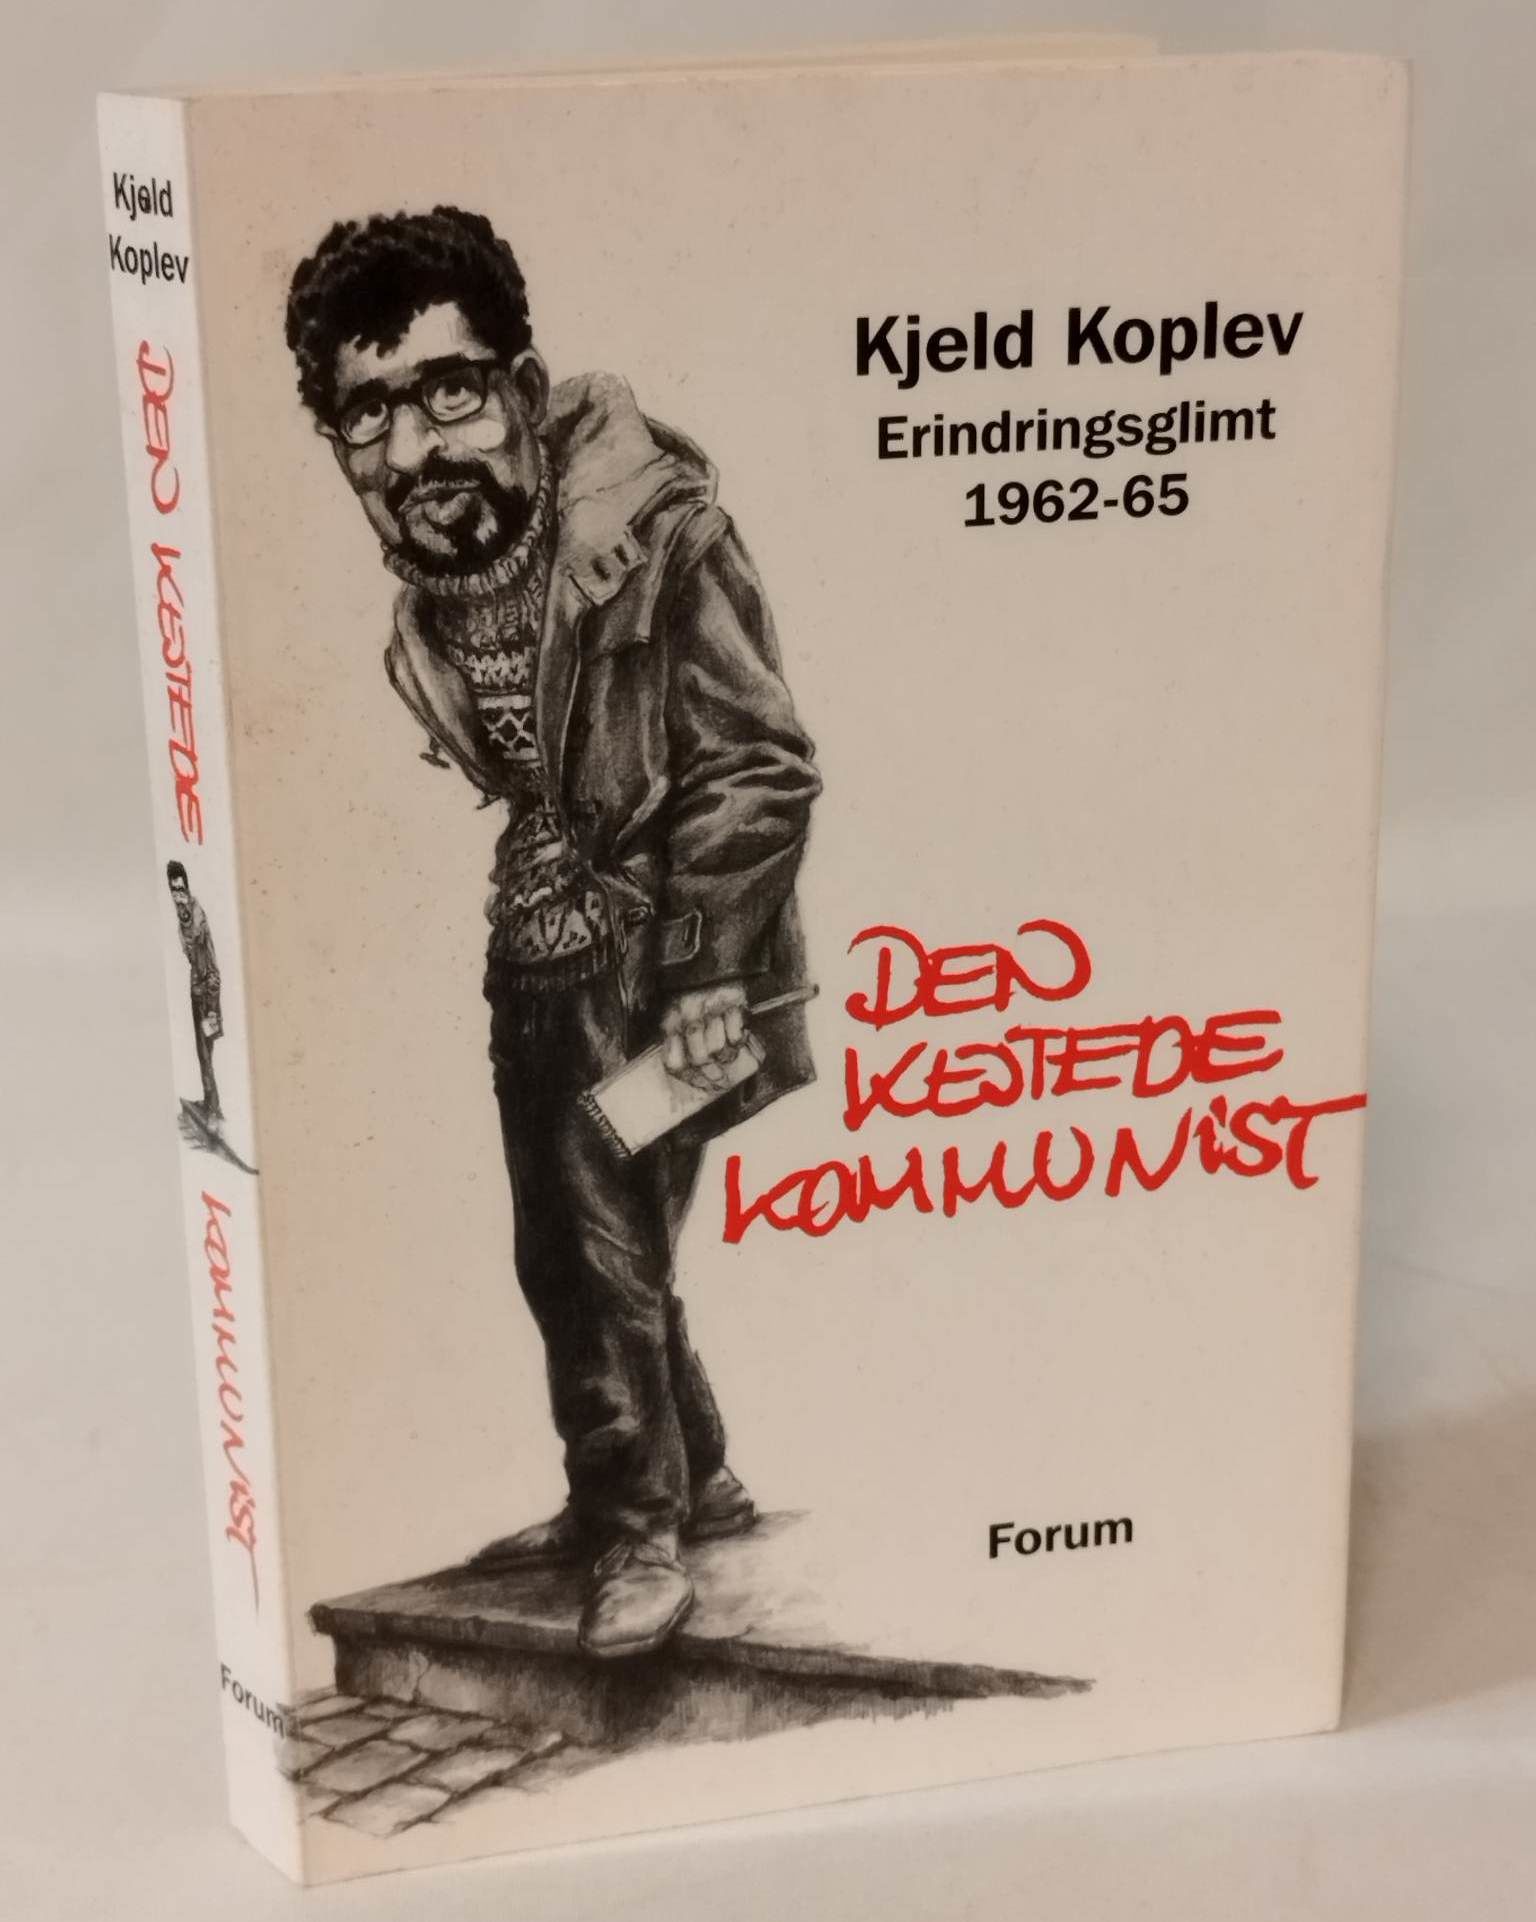 Kjeld
Koplev
DEN KEJTEDE
KOMMUNIST
Forum
Kjeld Koplev
Erindringsglimt
1962-65
DEN
KEJTEDE
KOMMUNIST
Forum